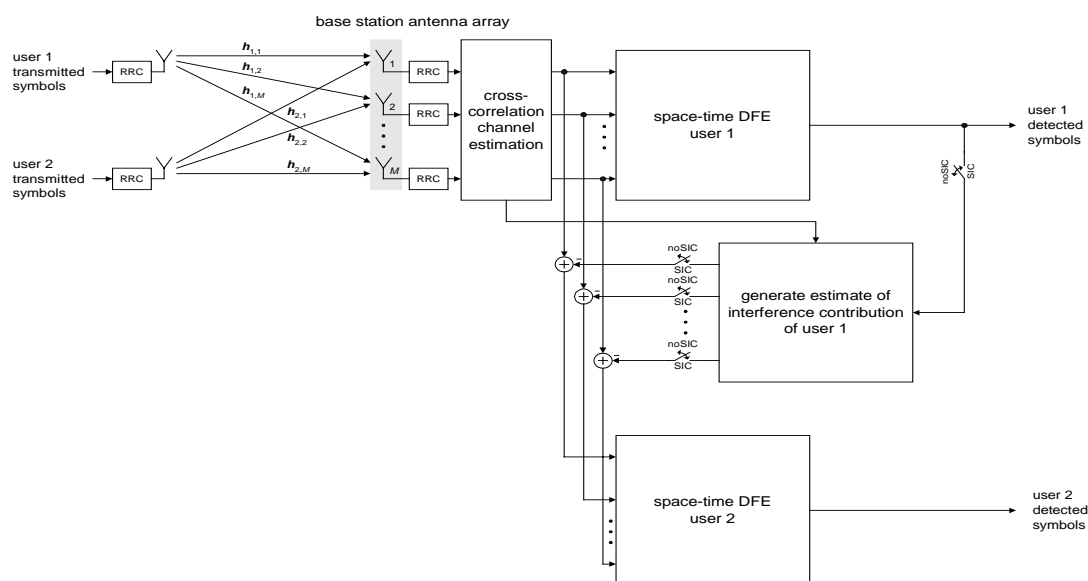 base station antenna array
user 1
transmitted
symbols
RRC
h1,1
h1,2
h1,M
h2,1
h2,2
h2,M
user 2
transmitted
symbols
RRC
1
2
M
RRC
RRC
RRC
cross-
correlation
channel
estimation
space-time DFE
user 1
user 1
detected
symbols
noSIC
SIC
noSIC
SIC
noSIC
SIC
noSIC
SIC
+
–
+
–
+
–
generate estimate of
interference contribution
of user 1
space-time DFE
user 2
user 2
detected
symbols